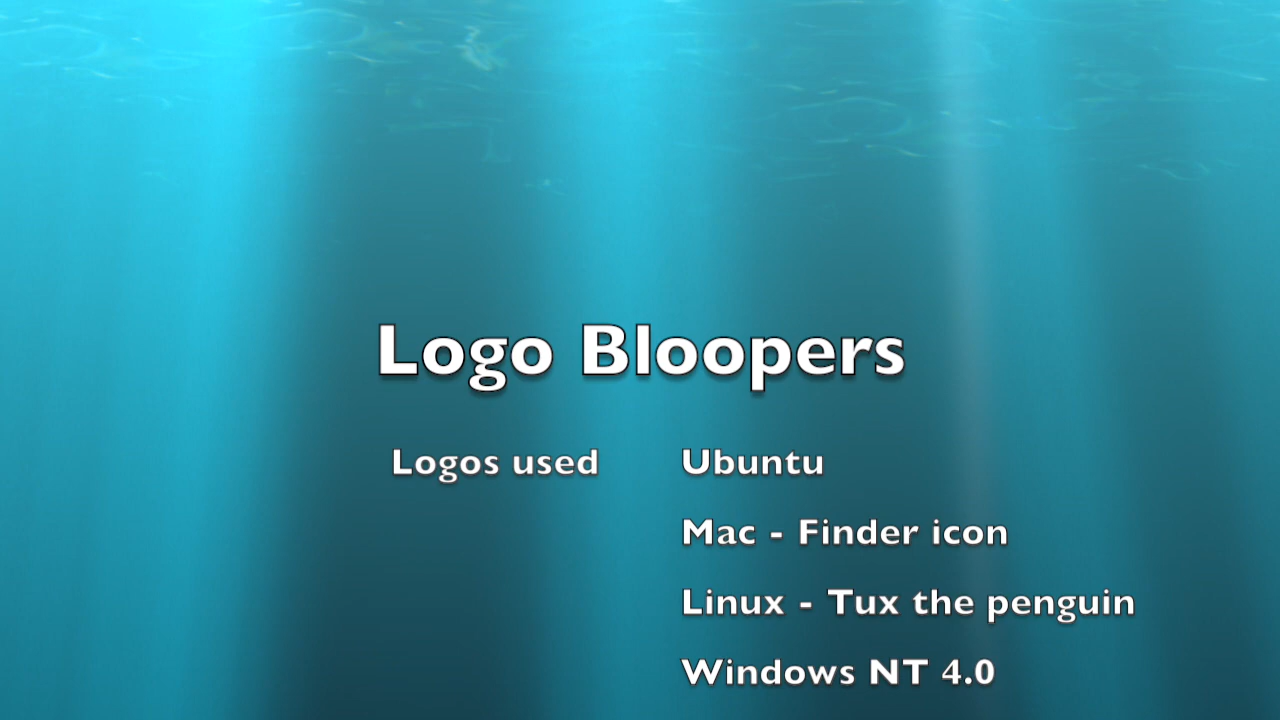 Logo Bloopers
Logos used Ubuntu
Mac - Finder icon
Linux - Tux the penguin
Windows NT 4.0